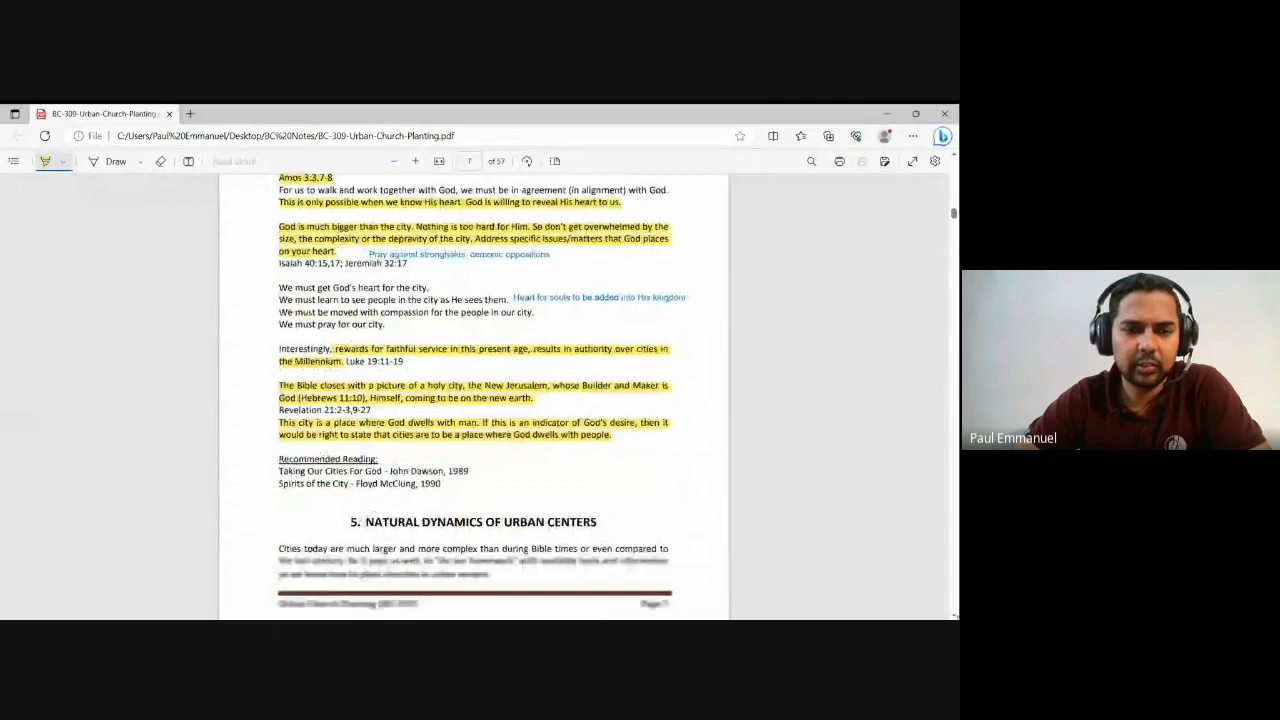 BC-309-Urban-Church-Planting
File C:/Users/Paul%20Emmanuel/Desktop/BC%20Notes/BC-309-Urban-Church-Planting.pdf
Draw Read aloud 7 of 57
Amos 3:3,7-8
For us to walk and work together with God, we must be in agreement (in alignment) with God.
This is only possible when we know His heart. God is willing to reveal His heart to us.
God is much bigger than the city. Nothing is too hard for Him. So don't get overwhelmed by the
size, the complexity or the depravity of the city. Address specific issues/matters that God places
on your heart. Pray against strongholds, demonic oppositions
Isaiah 40:15,17; Jeremiah 32:17
We must get God's heart for the city.
We must learn to see people in the city as He sees them. Heart for souls to be added into His kingdom
We must be moved with compassion for the people in our city.
We must pray for our city.
Interestingly, rewards for faithful service in this present age, results in authority over cities in
the Millennium. Luke 19:11-19
The Bible closes with a picture of a holy city, the New Jerusalem, whose Builder and Maker is
God (Hebrews 11:10), Himself, coming to be on the new earth.
Revelation 21:2-3,9-27
This city is a place where God dwells with man. If this is an indicator of God's desire, then it
would be right to state that cities are to be a place where God dwells with people.
Recommended Reading:
Taking Our Cities For God - John Dawson, 1989
Spirits of the City - Floyd McClung, 1990
5. NATURAL DYNAMICS OF URBAN CENTERS
Cities today are much larger and more complex than during Bible times or even compared to
Paul Emmanuel